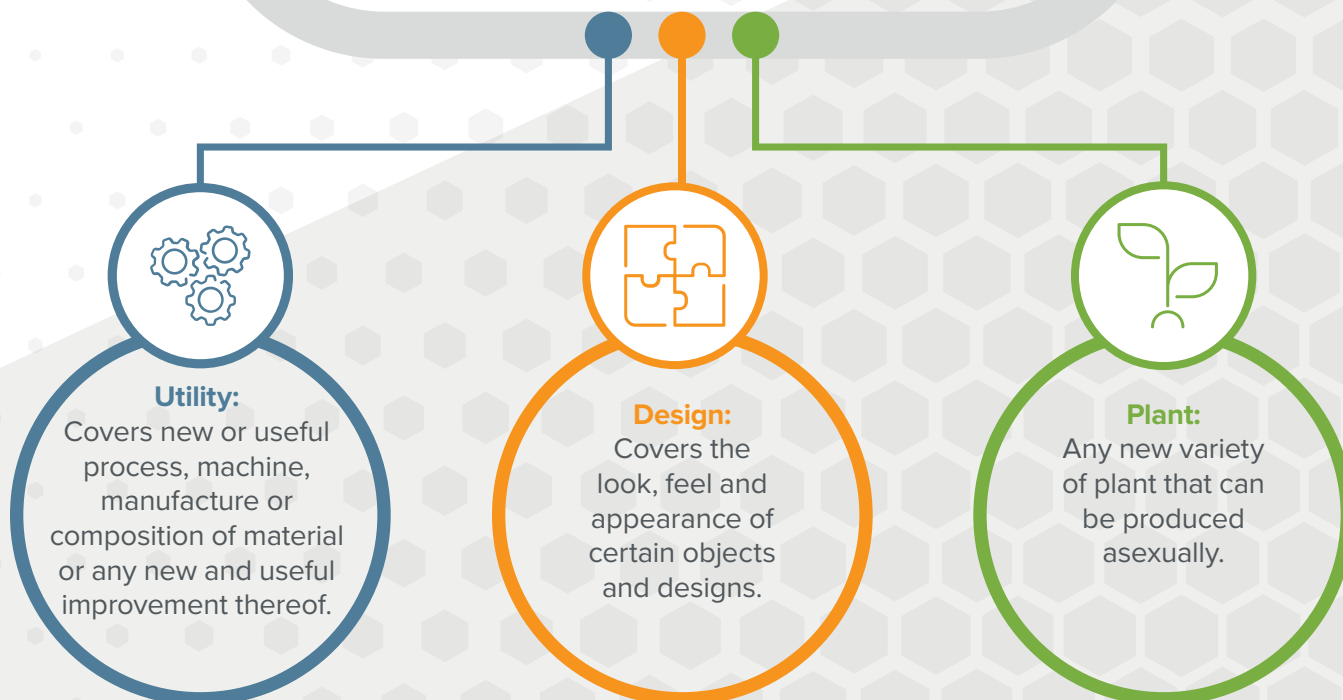 Utility:
Covers new or useful
process, machine,
manufacture or
composition of material
or any new and useful
improvement thereof.
Design:
Covers the
look, feel and
appearance of
certain objects
and designs.
Plant:
Any new variety
of plant that can
be produced
asexually.